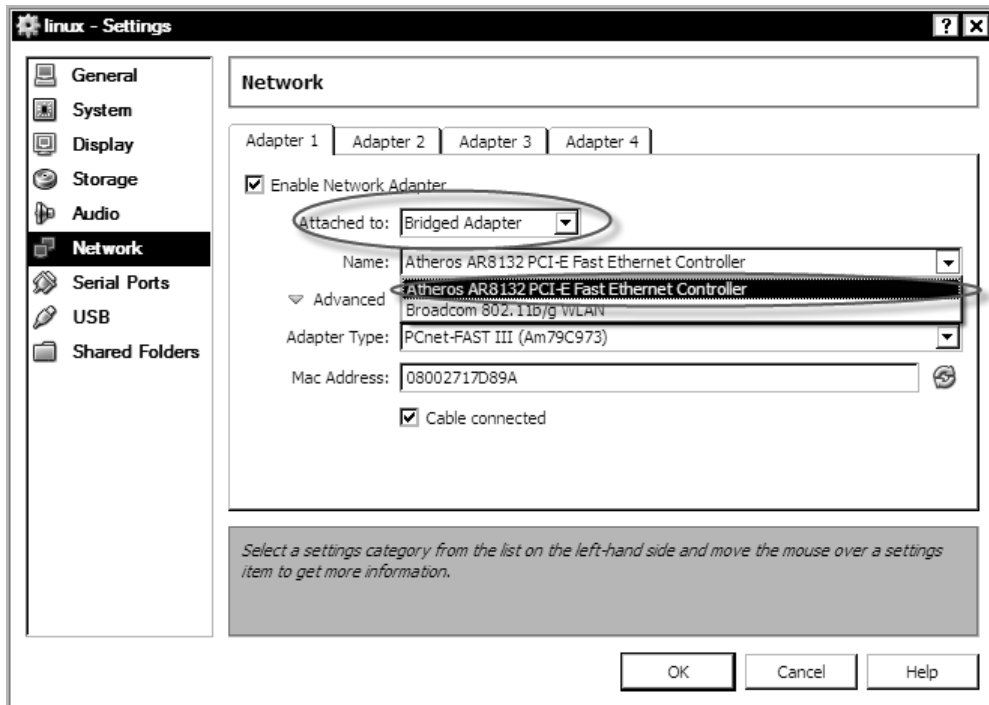 linux - Settings
General
System
Display
Storage
Audio
Network
Serial Ports
USB
Shared Folders
Network
Adapter 1 Adapter 2 Adapter 3 Adapter 4
Enable Network Adapter
Attached to: Bridged Adapter
Name: Atheros AR8132 PCI-E Fast Ethernet Controller
Atheros AR8132 PCI-E Fast Ethernet Controller
Advanced
Broadcom 802.11b/g WLAN
Adapter Type: PCnet-FAST III (Am79C973)
Mac Address: 08002717D89A
Cable connected
Select a settings category from the list on the left-hand side and move the mouse over a settings
item to get more information.
OK Cancel Help